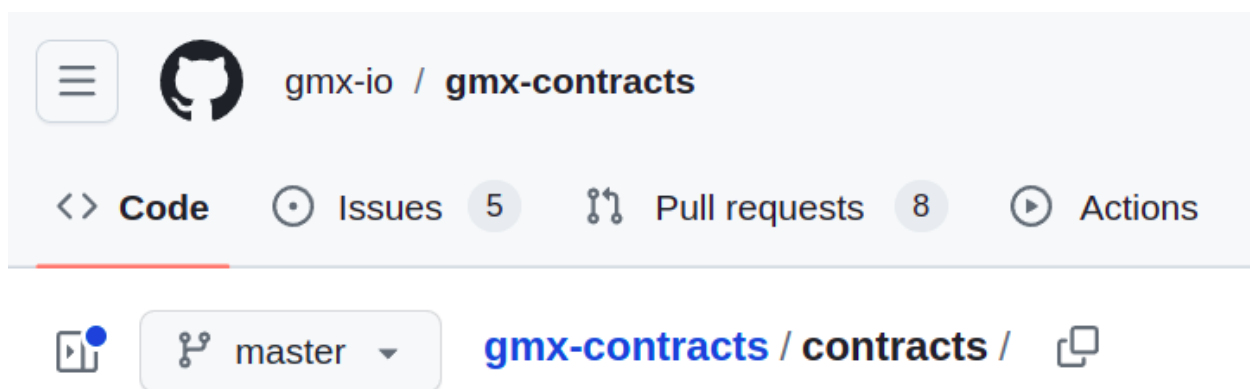 gmx-io / gmx-contracts
Code Issues 5 Pull requests 8 Actions
master gmx-contracts / contracts /